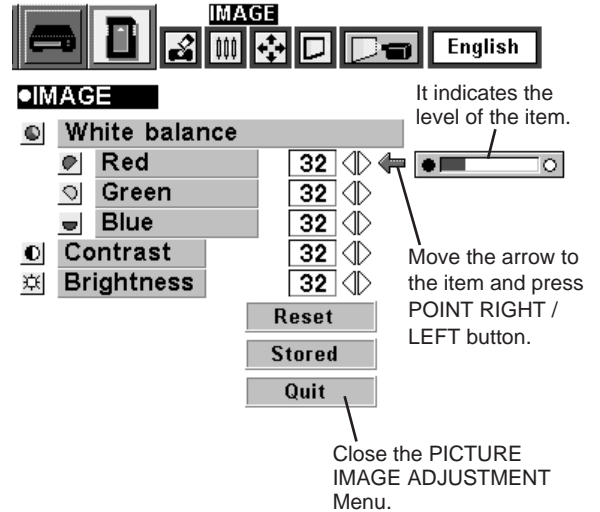 IMAGE
English
●IMAGE
It indicates the
level of the item.
White balance
Red 32
Green 32
Blue 32
Contrast 32
Brightness 32
Move the arrow to
the item and press
POINT RIGHT /
LEFT button.
Reset
Stored
Quit
Close the PICTURE
IMAGE ADJUSTMENT
Menu.